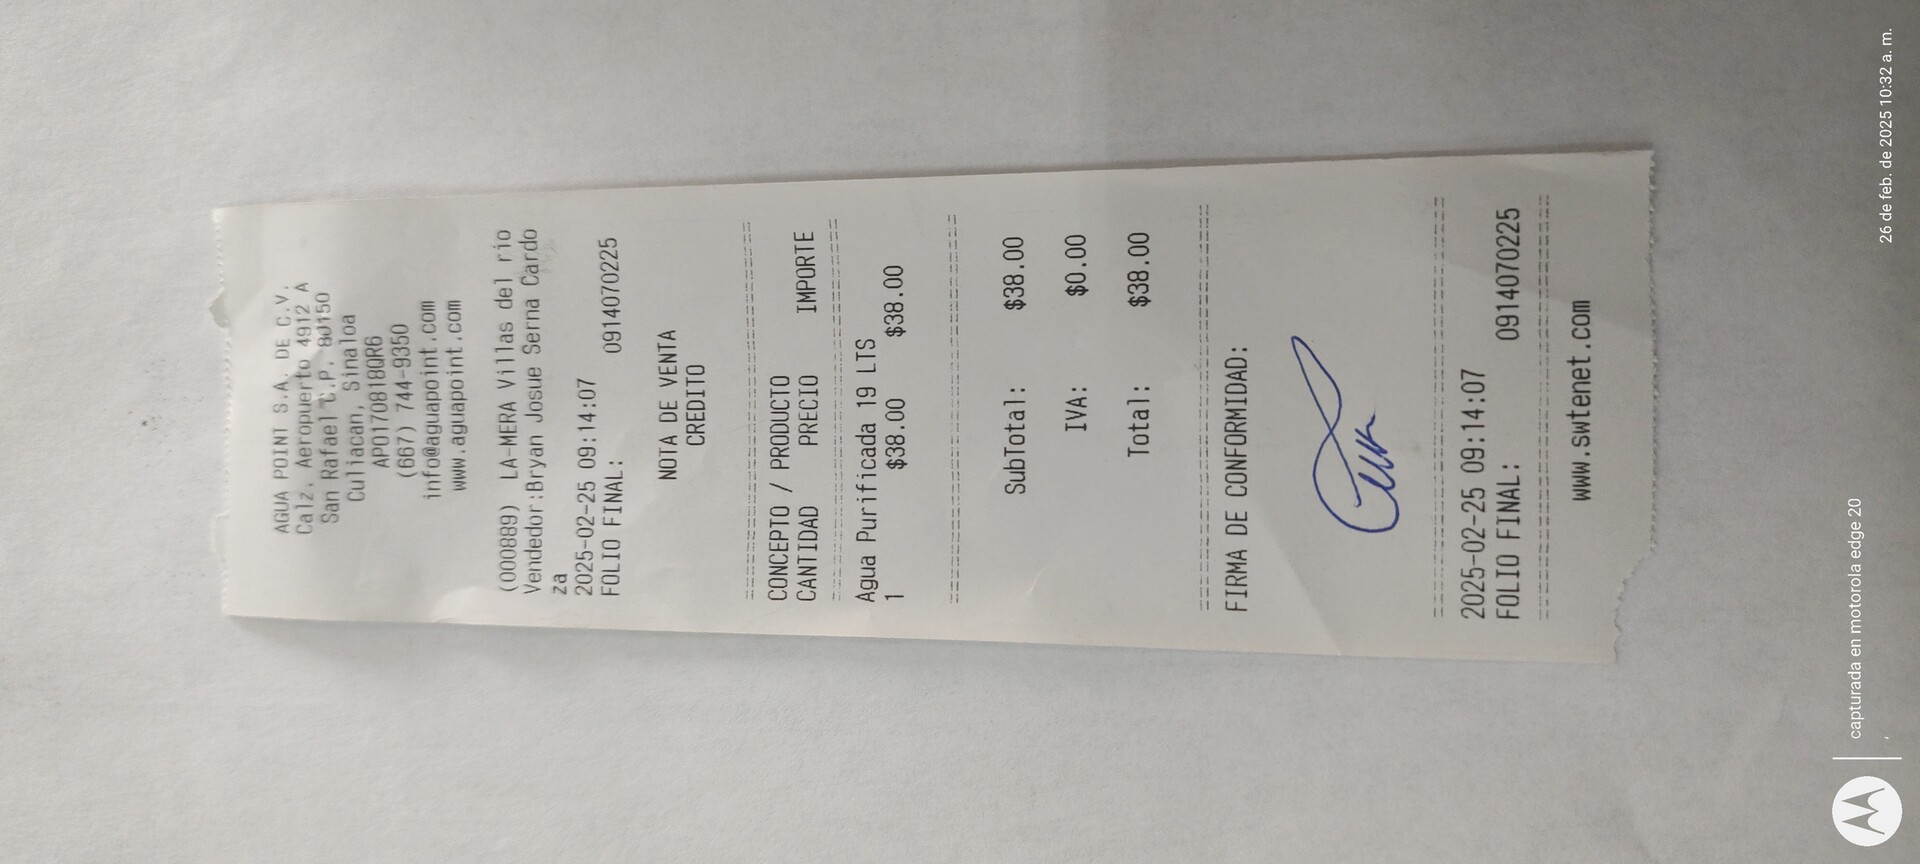 AGUA POINT S.A. DE C.V.
Calz. Aeropuerto 4912 A
San Rafael C.P. 80150
Culiacan, Sinaloa
APO170818QR6
(667) 744-9350
info@aguapoint.com
www.aguapoint.com
(000889) LA-MERA Villas del rio
Vendedor:Bryan Josue Serna Cardo
za
2025-02-25 09:14:07
FOLIO FINAL: 0914070225
NOTA DE VENTA
CREDITO
CONCEPTO / PRODUCTO
CANTIDAD PRECIO IMPORTE
Agua Purificada 19 LTS
1 $38.00 $38.00
SubTotal: $38.00
IVA: $0.00
Total: $38.00
FIRMA DE CONFORMIDAD:
2025-02-25 09:14:07
FOLIO FINAL: 0914070225
www.swtenet.com
capturada en motorola edge 20
26 de feb. de 2025 10:32 a. m.